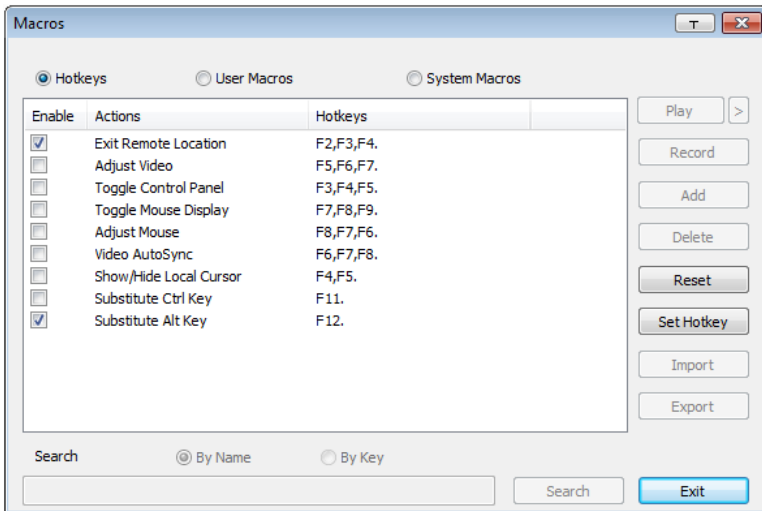 Macros
Hotkeys User Macros System Macros
Enable Actions Hotkeys
Exit Remote Location F2,F3,F4.
Adjust Video F5,F6,F7.
Toggle Control Panel F3,F4,F5.
Toggle Mouse Display F7,F8,F9.
Adjust Mouse F8,F7,F6.
Video AutoSync F6,F7,F8.
Show/Hide Local Cursor F4,F5.
Substitute Ctrl Key F11.
Substitute Alt Key F12.
Play >
Record
Add
Delete
Reset
Set Hotkey
Import
Export
Search By Name By Key
Search Exit